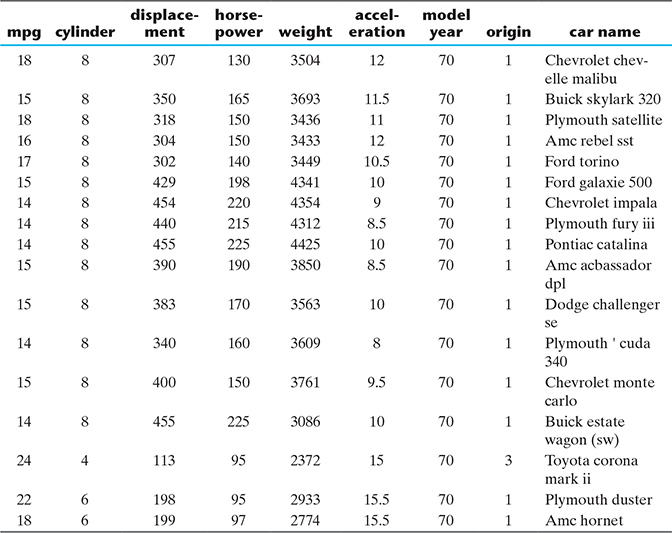 mpg cylinder displace-ment horse-power weight accel-eration model year origin car name
18 8 307 130 3504 12 70 1 Chevrolet chev-
elle malibu
15 8 350 165 3693 11.5 70 1 Buick skylark 320
18 8 318 150 3436 11 70 1 Plymouth satellite
16 8 304 150 3433 12 70 1 Amc rebel sst
17 8 302 140 3449 10.5 70 1 Ford torino
15 8 429 198 4341 10 70 1 Ford galaxie 500
14 8 454 220 4354 9 70 1 Chevrolet impala
14 8 440 215 4312 8.5 70 1 Plymouth fury iii
14 8 455 225 4425 10 70 1 Pontiac catalina
15 8 390 190 3850 8.5 70 1 Amc acbassador
dpl
15 8 383 170 3563 10 70 1 Dodge challenger
se
14 8 340 160 3609 8 70 1 Plymouth ' cuda
340
15 8 400 150 3761 9.5 70 1 Chevrolet monte
carlo
14 8 455 225 3086 10 70 1 Buick estate
wagon (sw)
24 4 113 95 2372 15 70 3 Toyota corona
mark ii
22 6 198 95 2933 15.5 70 1 Plymouth duster
18 6 199 97 2774 15.5 70 1 Amc hornet